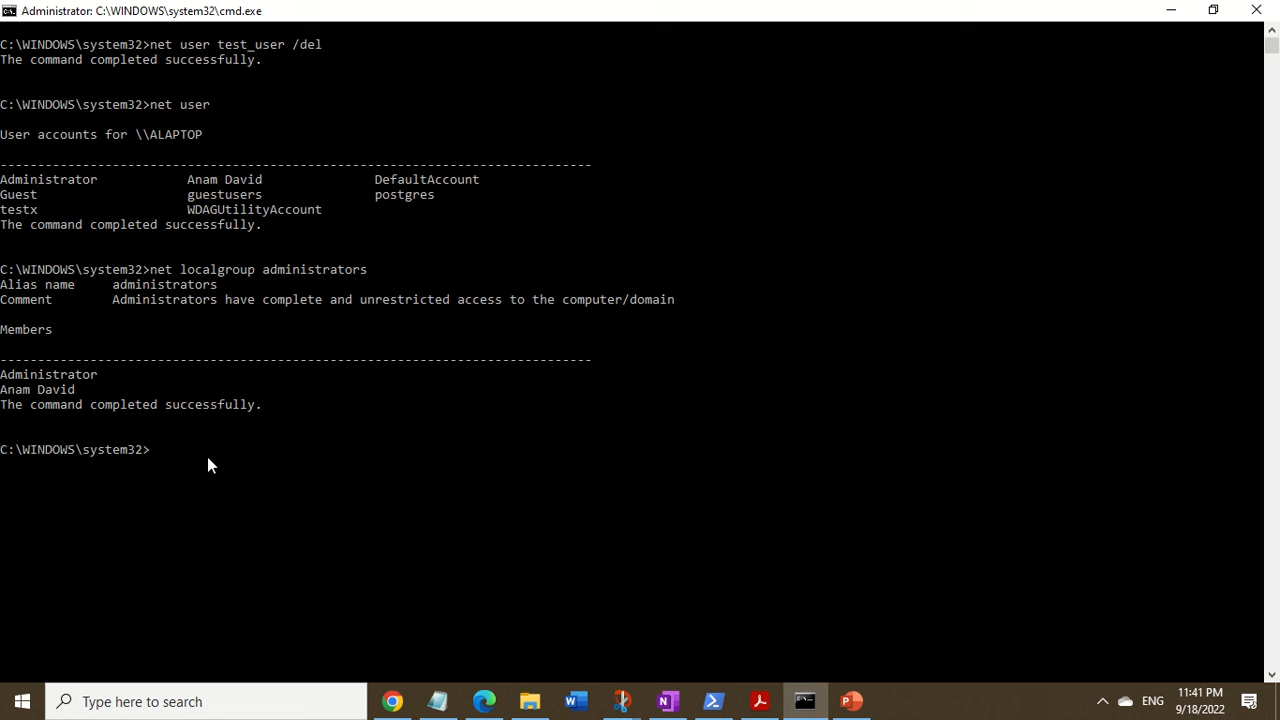 Administrator: C:\WINDOWS\system32\cmd.exe
C:\WINDOWS\system32>net user test_user /del
The command completed successfully.
C:\WINDOWS\system32>net user
User accounts for \\ALAPTOP
-------------------------------------------------------------------------------
Administrator            Anam David               DefaultAccount
Guest                    guestusers               postgres
testx                    WDAGUtilityAccount
The command completed successfully.
C:\WINDOWS\system32>net localgroup administrators
Alias name     administrators
Comment        Administrators have complete and unrestricted access to the computer/domain
Members
-------------------------------------------------------------------------------
Administrator
Anam David
The command completed successfully.
C:\WINDOWS\system32>
Type here to search
ENG
11:41 PM
9/18/2022